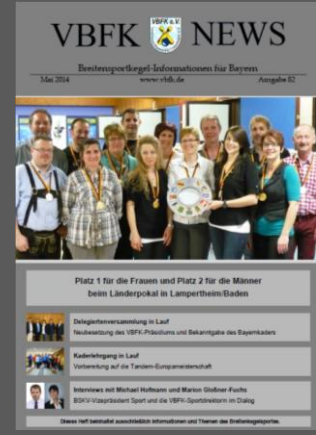 VBFK NEWS
VBFK e.V.
Breitensportkegel-Informationen für Bayern
Mai 2014 www.vbfk.de Ausgabe 82
Platz 1 für die Frauen und Platz 2 für die Männer
beim Länderpokal in Lampertheim/Baden
Delegiertenversammlung in Lauf
Neubesetzung des VBFK-Präsidiums und Bekanntgabe des Bayernkaders
Kaderlehrgang in Lauf
Vorbereitung auf die Tandem-Europameisterschaft
Interviews mit Michael Hofmann und Marion Gloßner-Fuchs
BSKV-Vizepräsident Sport und die VBFK-Sportdirektorin im Dialog
Dieses Heft beinhaltet ausschließlich Informationen und Themen des Breitenkegelsportes.